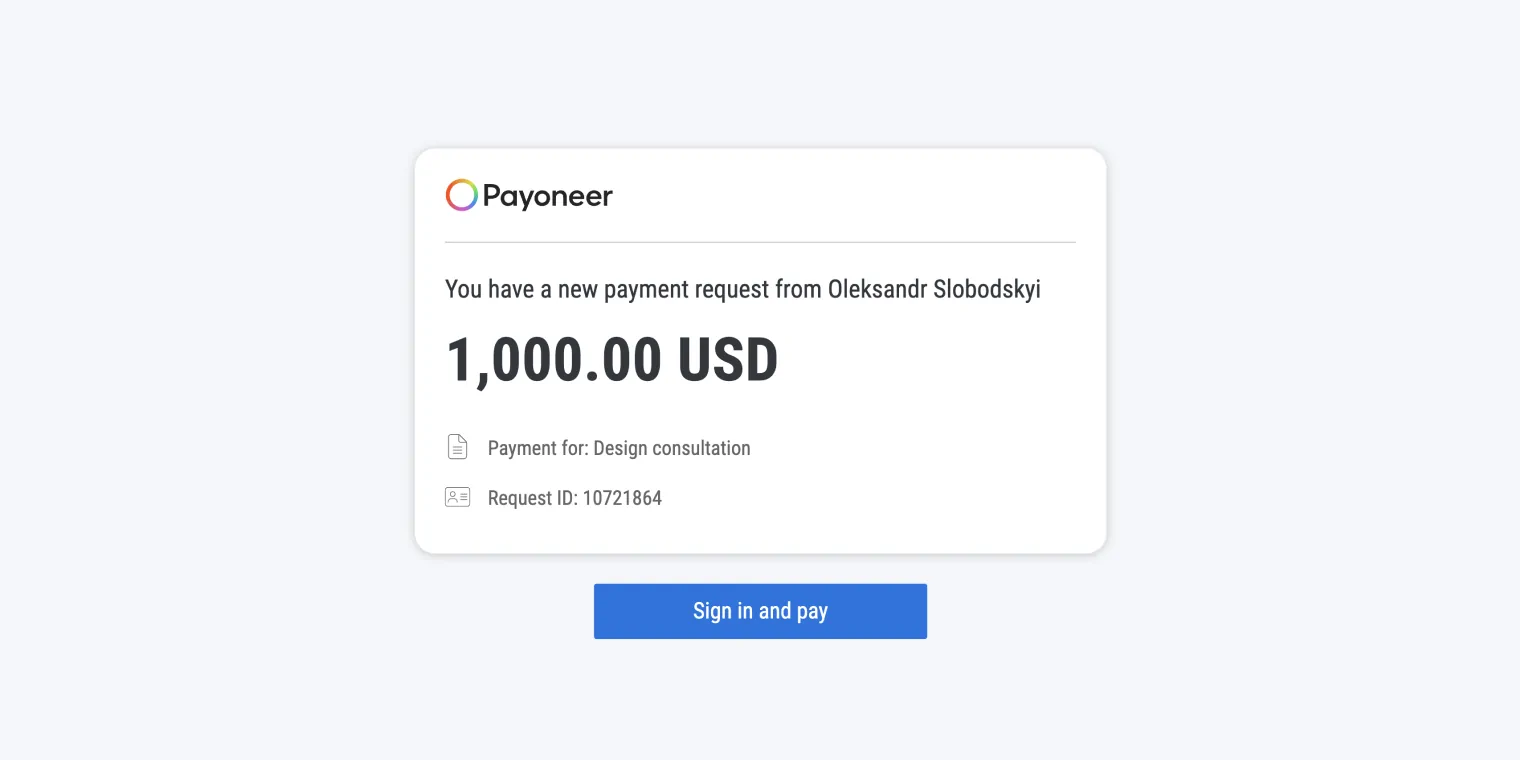 Payoneer
You have a new payment request from Oleksandr Slobodskyi
1,000.00 USD
Payment for: Design consultation
Request ID: 10721864
Sign in and pay